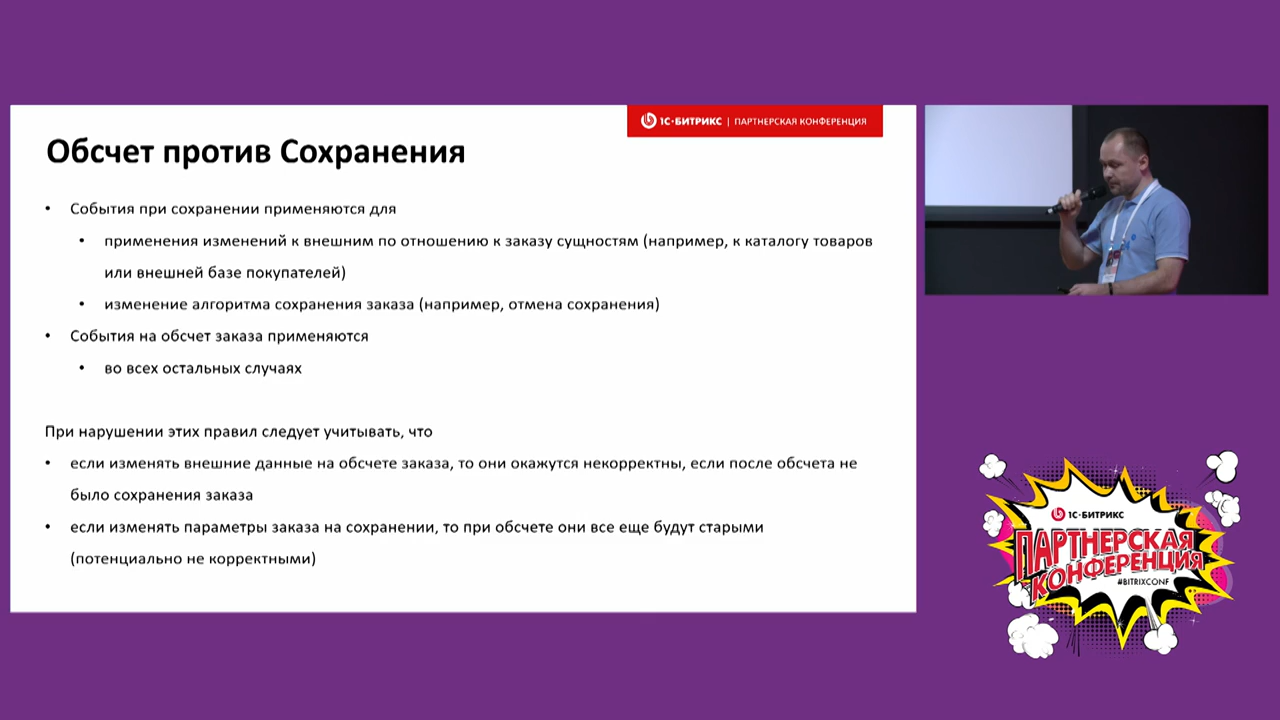 1С-БИТРИКС | ПАРТНЕРСКАЯ КОНФЕРЕНЦИЯ
Обсчет против Сохранения
• События при сохранении применяются для
• применения изменений к внешним по отношению к заказу сущностям (например, к каталогу товаров
или внешней базе покупателей)
• изменение алгоритма сохранения заказа (например, отмена сохранения)
• События на обсчет заказа применяются
• во всех остальных случаях
При нарушении этих правил следует учитывать, что
• если изменять внешние данные на обсчете заказа, то они окажутся некорректны, если после обсчета не
было сохранения заказа
• если изменять параметры заказа на сохранении, то при обсчете они все еще будут старыми
(потенциально не корректными)
1С-БИТРИКС
ПАРТНЕРСКАЯ
КОНФЕРЕНЦИЯ
#BITRIXCONF